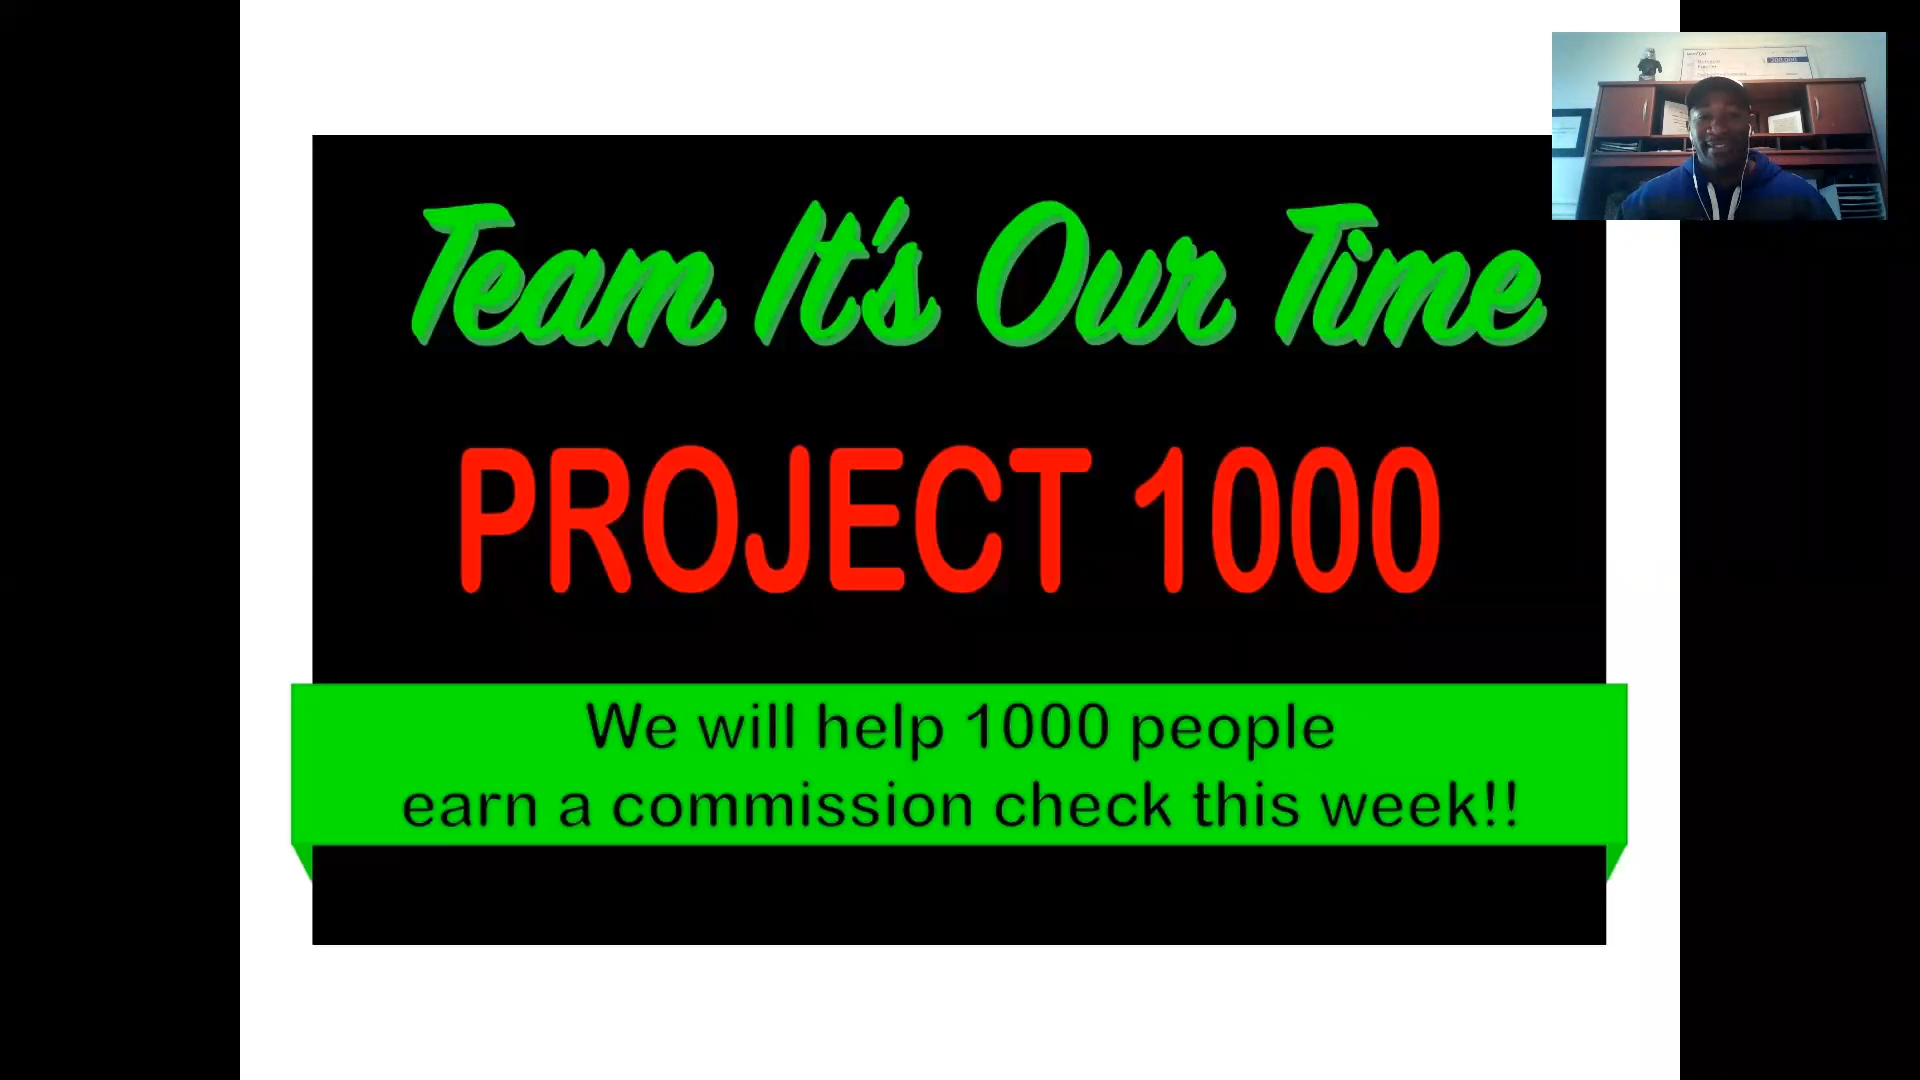 Team It's Our Time
PROJECT 1000
We will help 1000 people
earn a commission check this week!!